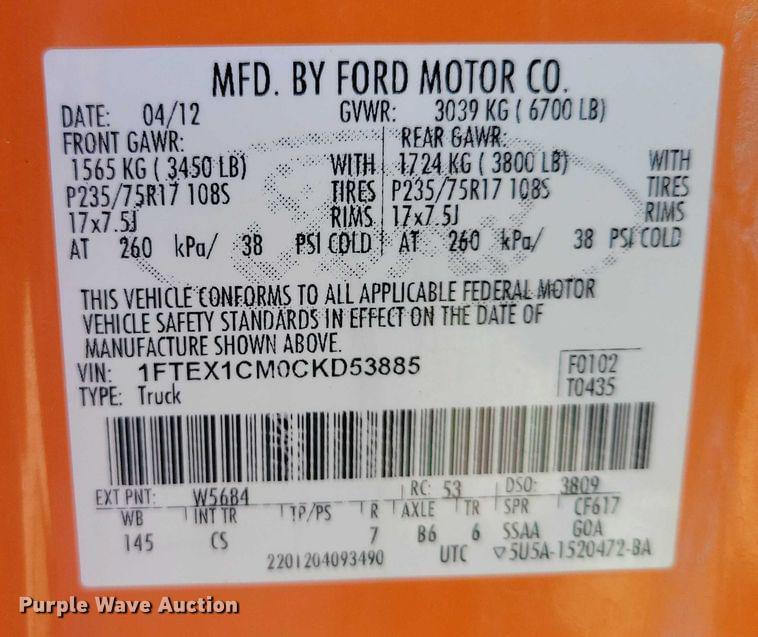 MFD. BY FORD MOTOR CO.
DATE: 04/12 GVWR: 3039 KG ( 6700 LB)
FRONT GAWR: REAR GAWR:
1565 KG ( 3450 LB) WITH 1724 KG ( 3800 LB) WITH
P235/75R17 108S TIRES P235/75R17 108S TIRES
17x7.5J RIMS 17x7.5J RIMS
AT 260 kPa/ 38 PSI COLD AT 260 kPa/ 38 PSI COLD
THIS VEHICLE CONFORMS TO ALL APPLICABLE FEDERAL MOTOR
VEHICLE SAFETY STANDARDS IN EFFECT ON THE DATE OF
MANUFACTURE SHOWN ABOVE.
VIN: 1FTEX1CM0CKD53885 F0102
TYPE: Truck T0435
EXT PNT: W5684 RC: 53 DSO: 3809
WB INT TR TP/PS R AXLE TR SPR CF617
145 CS 7 B6 6 SSAA GOA
2201204093490 UTC ▽5U5A-1520472-BA
Purple Wave Auction